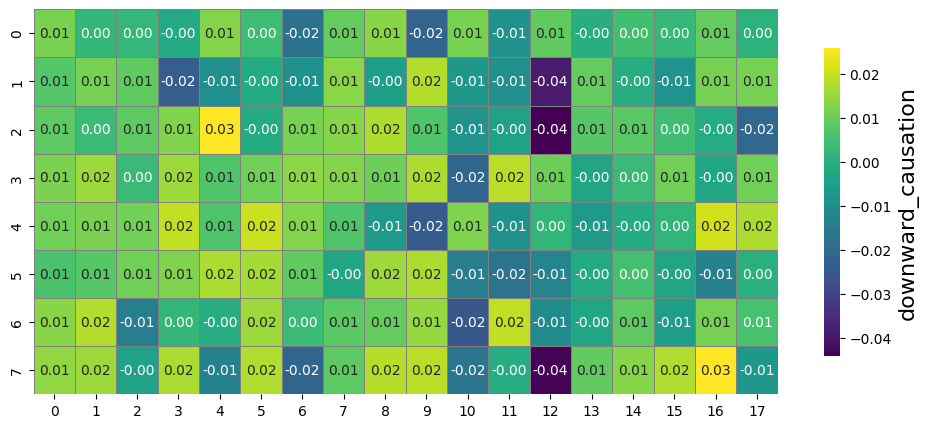 0 0.01 0.00 0.00 -0.00 0.01 0.00 -0.02 0.01 0.01 -0.02 0.01 -0.01 0.01 -0.00 0.00 0.00 0.01 0.00
1 0.01 0.01 0.01 -0.02 -0.01 -0.00 -0.01 0.01 -0.00 0.02 -0.01 -0.01 -0.04 0.01 -0.00 -0.01 0.01 0.01
2 0.01 0.00 0.01 0.01 0.03 -0.00 0.01 0.01 0.02 0.01 -0.01 -0.00 -0.04 0.01 0.01 0.00 -0.00 -0.02
3 0.01 0.02 0.00 0.02 0.01 0.01 0.01 0.01 0.01 0.02 -0.02 0.02 0.01 -0.00 -0.00 0.01 -0.00 0.01
4 0.01 0.01 0.01 0.02 0.01 0.02 0.01 0.01 -0.01 -0.02 0.01 -0.01 0.00 -0.01 -0.00 0.00 0.02 0.02
5 0.01 0.01 0.01 0.01 0.02 0.02 0.01 -0.00 0.02 0.02 -0.01 -0.02 -0.01 -0.00 0.00 -0.00 -0.01 0.00
6 0.01 0.02 -0.01 0.00 -0.00 0.02 0.00 0.01 0.01 0.01 -0.02 0.02 -0.01 -0.00 0.01 -0.01 0.01 0.01
7 0.01 0.02 -0.00 0.02 -0.01 0.02 -0.02 0.01 0.02 0.02 -0.02 -0.00 -0.04 0.01 0.01 0.02 0.03 -0.01
0 1 2 3 4 5 6 7 8 9 10 11 12 13 14 15 16 17
0.02
0.01
0.00
−0.01
−0.02
−0.03
−0.04
downward_causation